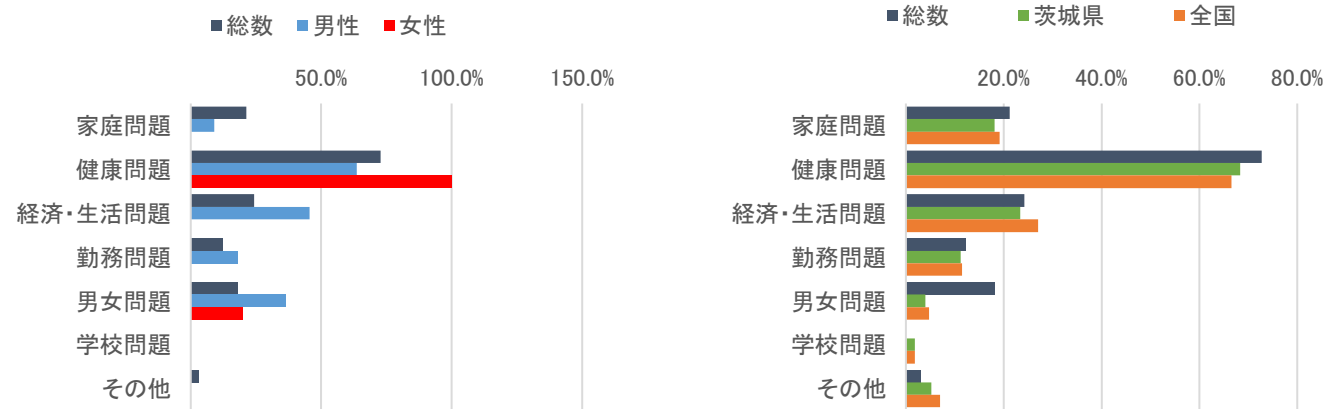 総数 男性 女性
50.0% 100.0% 150.0%
家庭問題
健康問題
経済・生活問題
勤務問題
男女問題
学校問題
その他
総数 茨城県 全国
20.0% 40.0% 60.0% 80.0%
家庭問題
健康問題
経済・生活問題
勤務問題
男女問題
学校問題
その他